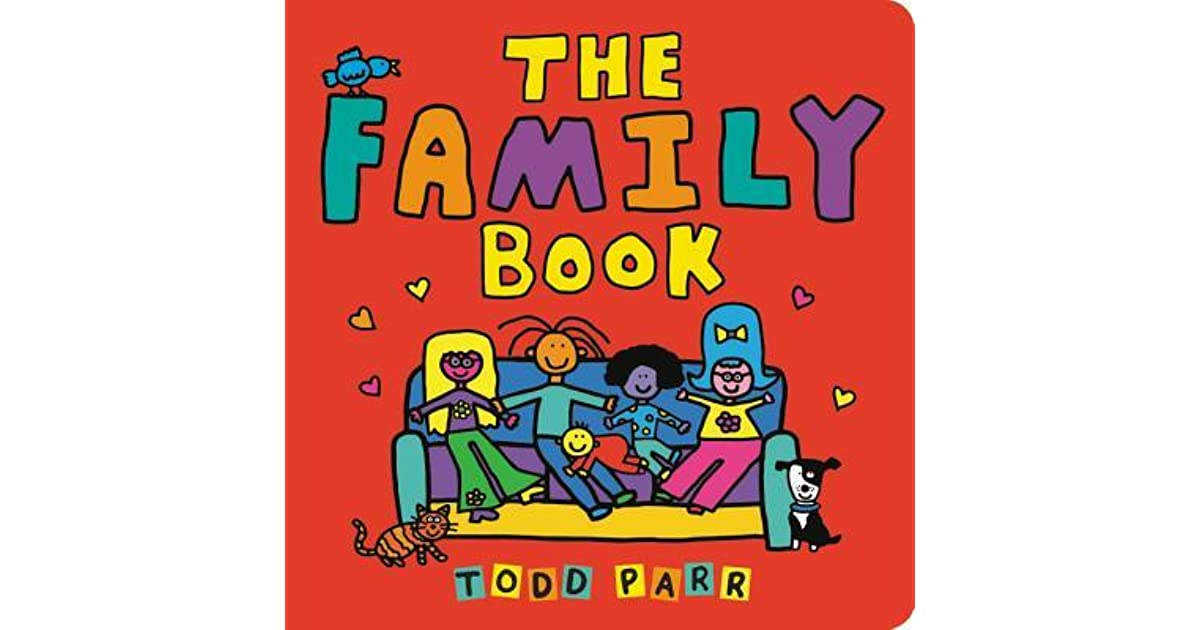 THE
FAMILY
BOOK
TODD PARR